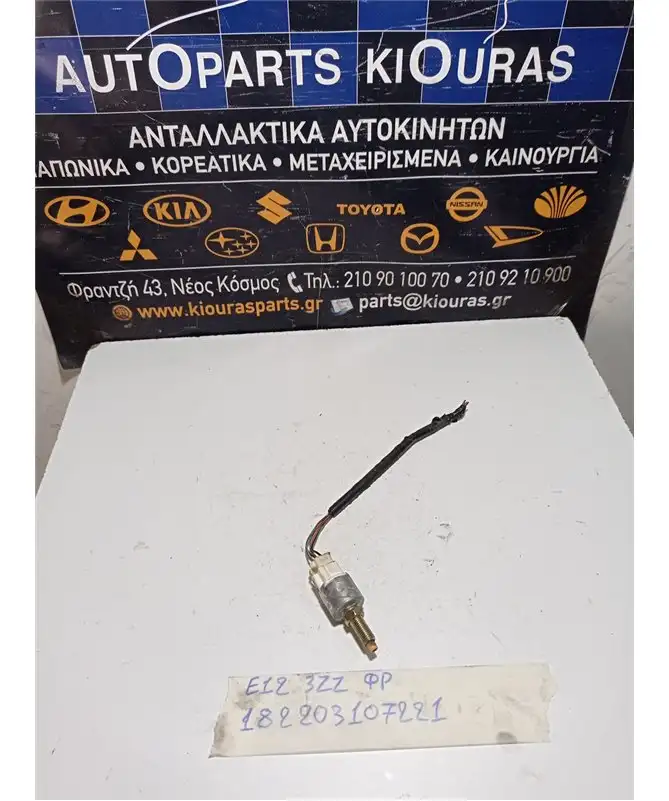 AUTOPARTS KIOURAS
ΑΝΤΑΛΛΑΚΤΙΚΑ ΑΥΤΟΚΙΝΗΤΩΝ
ΙΑΠΩΝΙΚΑ • ΚΟΡΕΑΤΙΚΑ • ΜΕΤΑΧΕΙΡΙΣΜΕΝΑ • ΚΑΙΝΟΥΡΓΙΑ
KIA TOYOTA NISSAN
Φραντζή 43, Νέος Κόσμος Τηλ.: 210 90 100 70 • 210 92 10 900
www.kiourasparts.gr parts@kiouras.gr
E12 3ZZ ΦΡ
182203107221